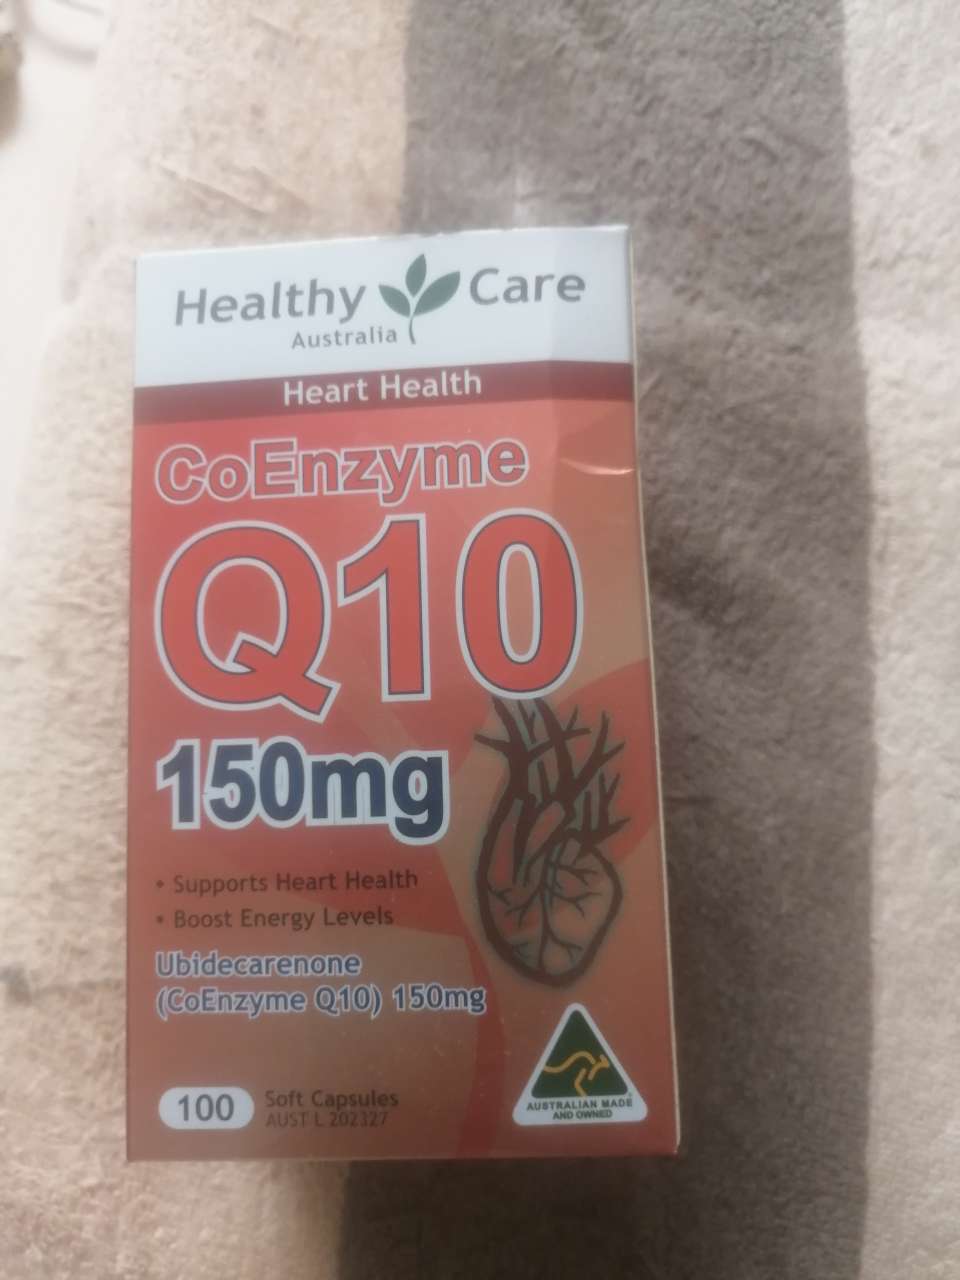 Healthy Care
Australia
Heart Health
CoEnzyme
Q10
150mg
• Supports Heart Health
• Boost Energy Levels
Ubidecarenone
(CoEnzyme Q10) 150mg
100 Soft Capsules
AUST L 202327
AUSTRALIAN MADE
AND OWNED